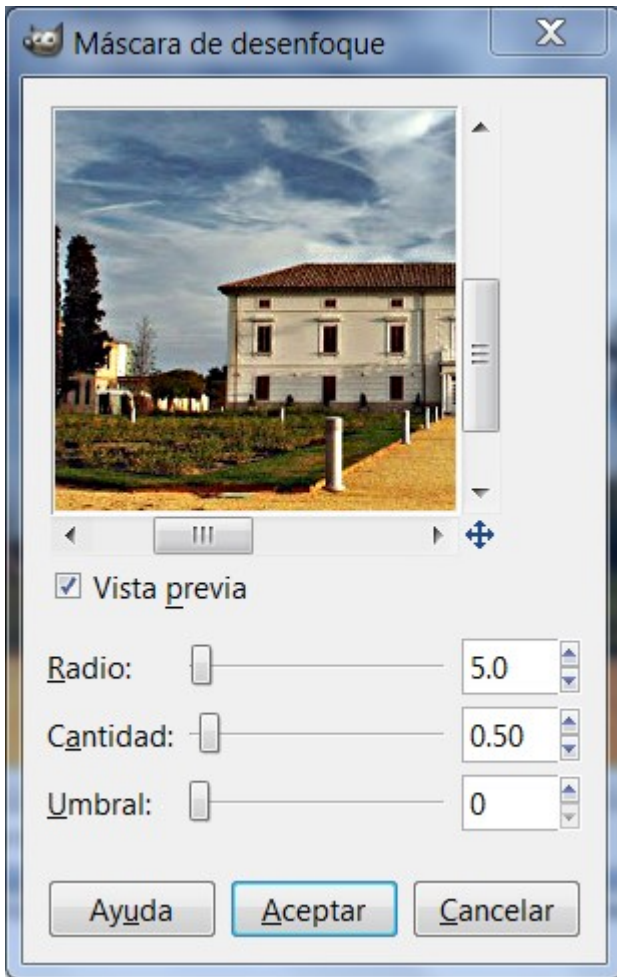 Máscara de desenfoque
Vista previa
Radio: 5.0
Cantidad: 0.50
Umbral: 0
Ayuda Aceptar Cancelar